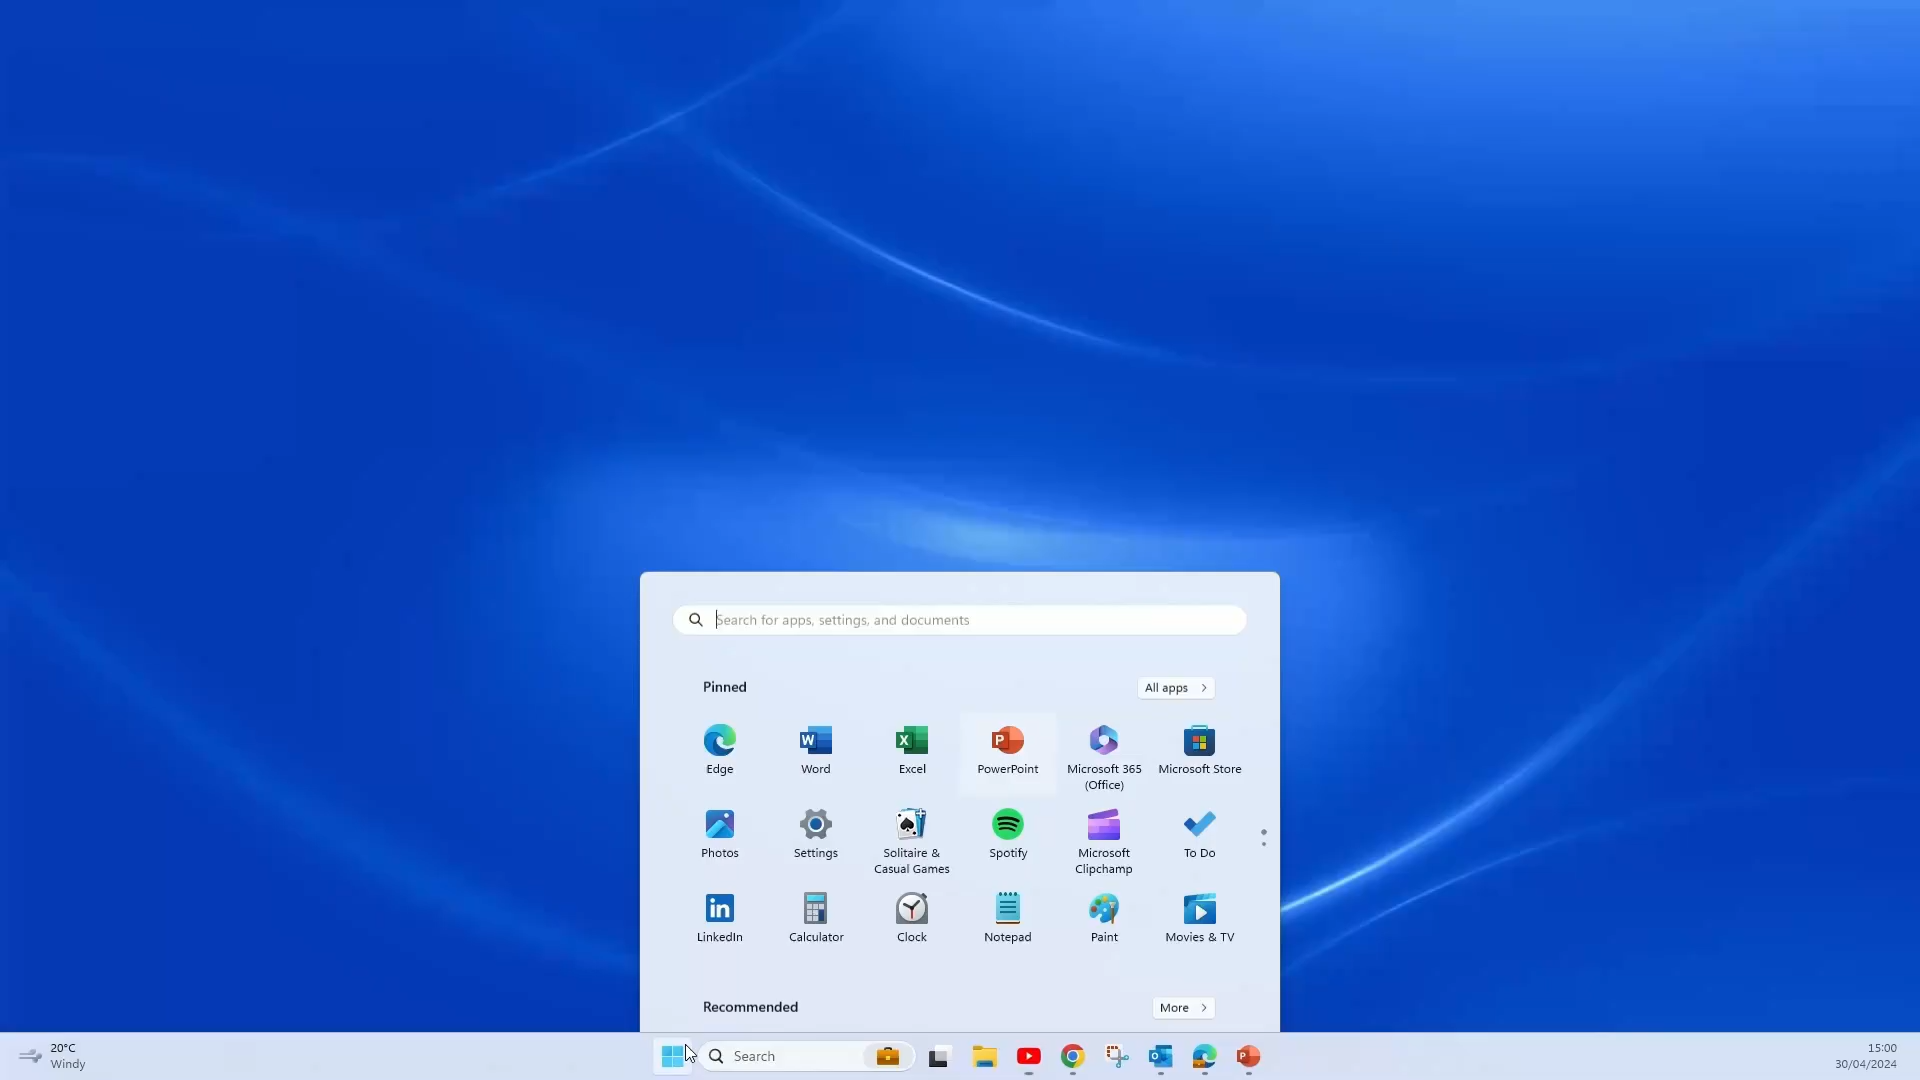 Search for apps, settings, and documents
Pinned
All apps
Edge
Word
Excel
PowerPoint
Microsoft 365
(Office)
Microsoft Store
Photos
Settings
Solitaire &
Casual Games
Spotify
Microsoft
Clipchamp
To Do
LinkedIn
Calculator
Clock
Notepad
Paint
Movies & TV
Recommended
More
20°C
Windy
Search
15:00
30/04/2024